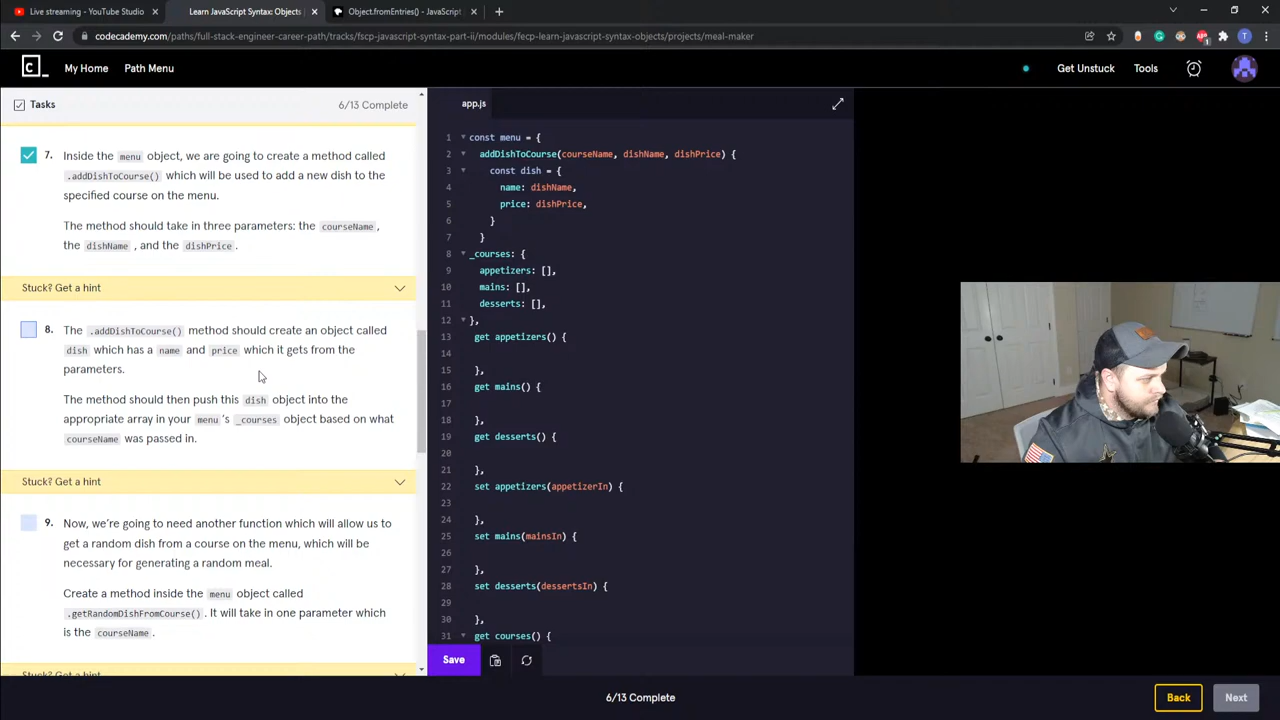 Live streaming - YouTube Studio
Learn JavaScript Syntax: Objects
Object.fromEntries() - JavaScript
codecademy.com/paths/full-stack-engineer-career-path/tracks/fscp-javascript-syntax-part-ii/modules/fecp-learn-javascript-syntax-objects/projects/meal-maker
My Home
Path Menu
Get Unstuck
Tools
Tasks
6/13 Complete
7. Inside the menu object, we are going to create a method called
.addDishToCourse() which will be used to add a new dish to the
specified course on the menu.
The method should take in three parameters: the courseName,
the dishName , and the dishPrice.
Stuck? Get a hint
8. The .addDishToCourse() method should create an object called
dish which has a name and price which it gets from the
parameters.
The method should then push this dish object into the
appropriate array in your menu's _courses object based on what
courseName was passed in.
Stuck? Get a hint
9. Now, we're going to need another function which will allow us to
get a random dish from a course on the menu, which will be
necessary for generating a random meal.
Create a method inside the menu object called
.getRandomDishFromCourse(). It will take in one parameter which
is the courseName.
Stuck? Get a hint
app.js
1 const menu = {
2 addDishToCourse(courseName, dishName, dishPrice) {
3 const dish = {
4 name: dishName,
5 price: dishPrice,
6 }
7 }
8 _courses: {
9 appetizers: [],
10 mains: [],
11 desserts: [],
12 },
13 get appetizers() {
14
15 },
16 get mains() {
17
18 },
19 get desserts() {
20
21 },
22 set appetizers(appetizerIn) {
23
24 },
25 set mains(mainsIn) {
26
27 },
28 set desserts(dessertsIn) {
29
30 },
31 get courses() {
Save
6/13 Complete
Back
Next